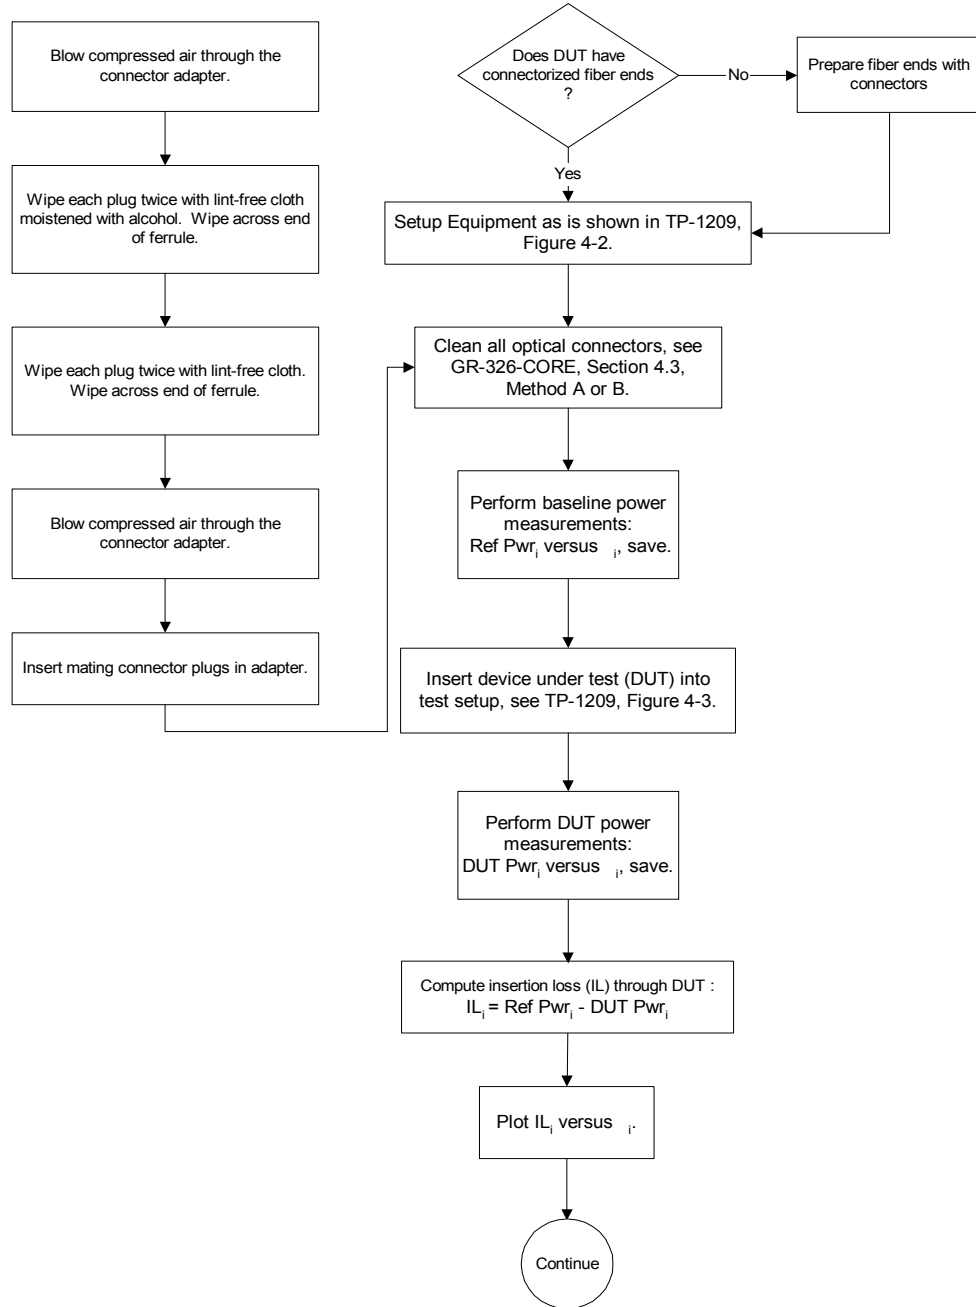 Blow compressed air through the
connector adapter.
Wipe each plug twice with lint-free cloth
moistened with alcohol.  Wipe across end
of ferrule.
Wipe each plug twice with lint-free cloth.
Wipe across end of ferrule.
Blow compressed air through the
connector adapter.
Insert mating connector plugs in adapter.
Does DUT have
connectorized fiber ends
?
No
Prepare fiber ends with
connectors
Yes
Setup Equipment as is shown in TP-1209,
Figure 4-2.
Clean all optical connectors, see
GR-326-CORE, Section 4.3,
Method A or B.
Perform baseline power
measurements:
Ref Pwrᵢ versus ᵢ, save.
Insert device under test (DUT) into
test setup, see TP-1209, Figure 4-3.
Perform DUT power
measurements:
DUT Pwrᵢ versus ᵢ, save.
Compute insertion loss (IL) through DUT :
ILᵢ = Ref Pwrᵢ - DUT Pwrᵢ
Plot ILᵢ versus ᵢ.
Continue